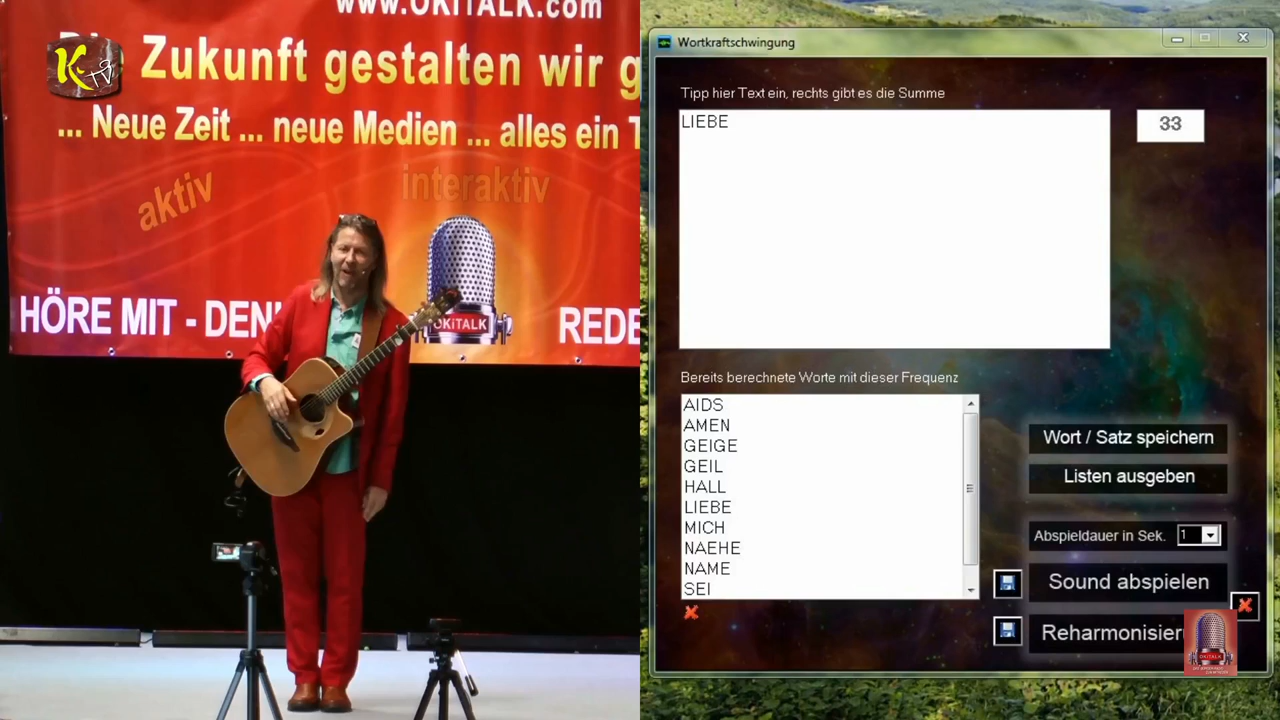 www.OKiTALK.com
Die Zukunft gestalten wir g
... Neue Zeit ... neue Medien ... alles ein T
aktiv
interaktiv
HÖRE MIT - DEN
REDE
OKiTALK
K TV
Wortkraftschwingung
Tipp hier Text ein, rechts gibt es die Summe
LIEBE
33
Bereits berechnete Worte mit dieser Frequenz
AIDS
AMEN
GEIGE
GEIL
HALL
LIEBE
MICH
NAEHE
NAME
SEI
Wort / Satz speichern
Listen ausgeben
Abspieldauer in Sek. 1
Sound abspielen
Reharmonisier
OKiTALK